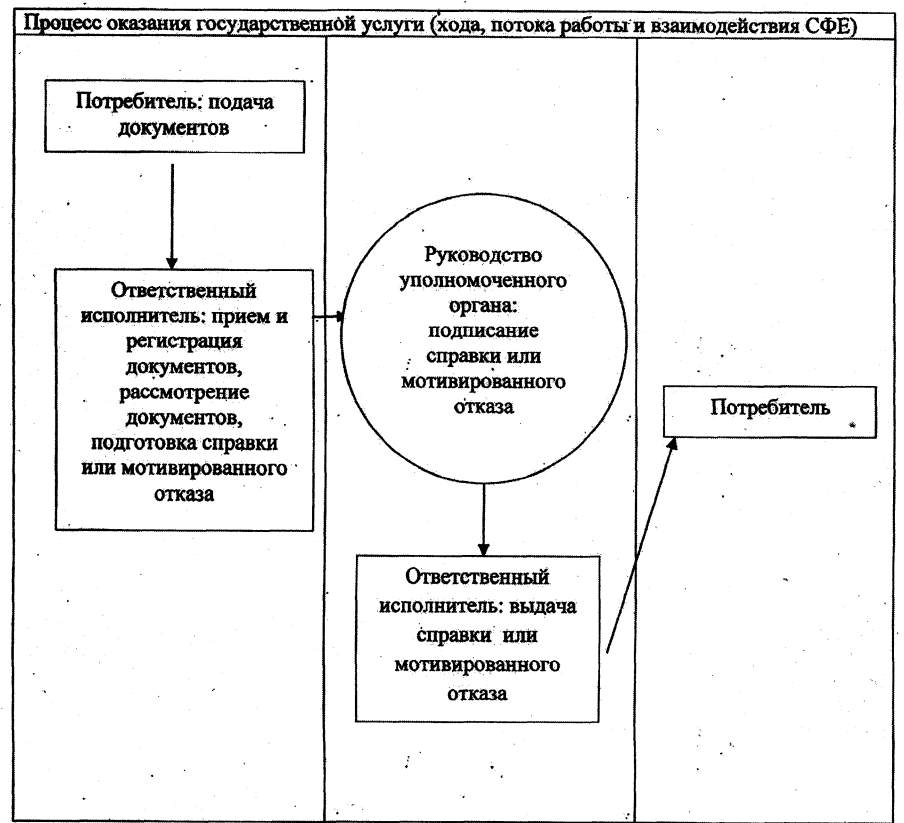 Процесс оказания государственной услуги (хода, потока работы и взаимодействия СФЕ)
Потребитель: подача
документов
Ответственный
исполнитель: прием и
регистрация
документов,
рассмотрение
документов,
подготовка справки
или мотивированного
отказа
Руководство
уполномоченного
органа:
подписание
справки или
мотивированного
отказа
Ответственный
исполнитель: выдача
справки или
мотивированного
отказа
Потребитель